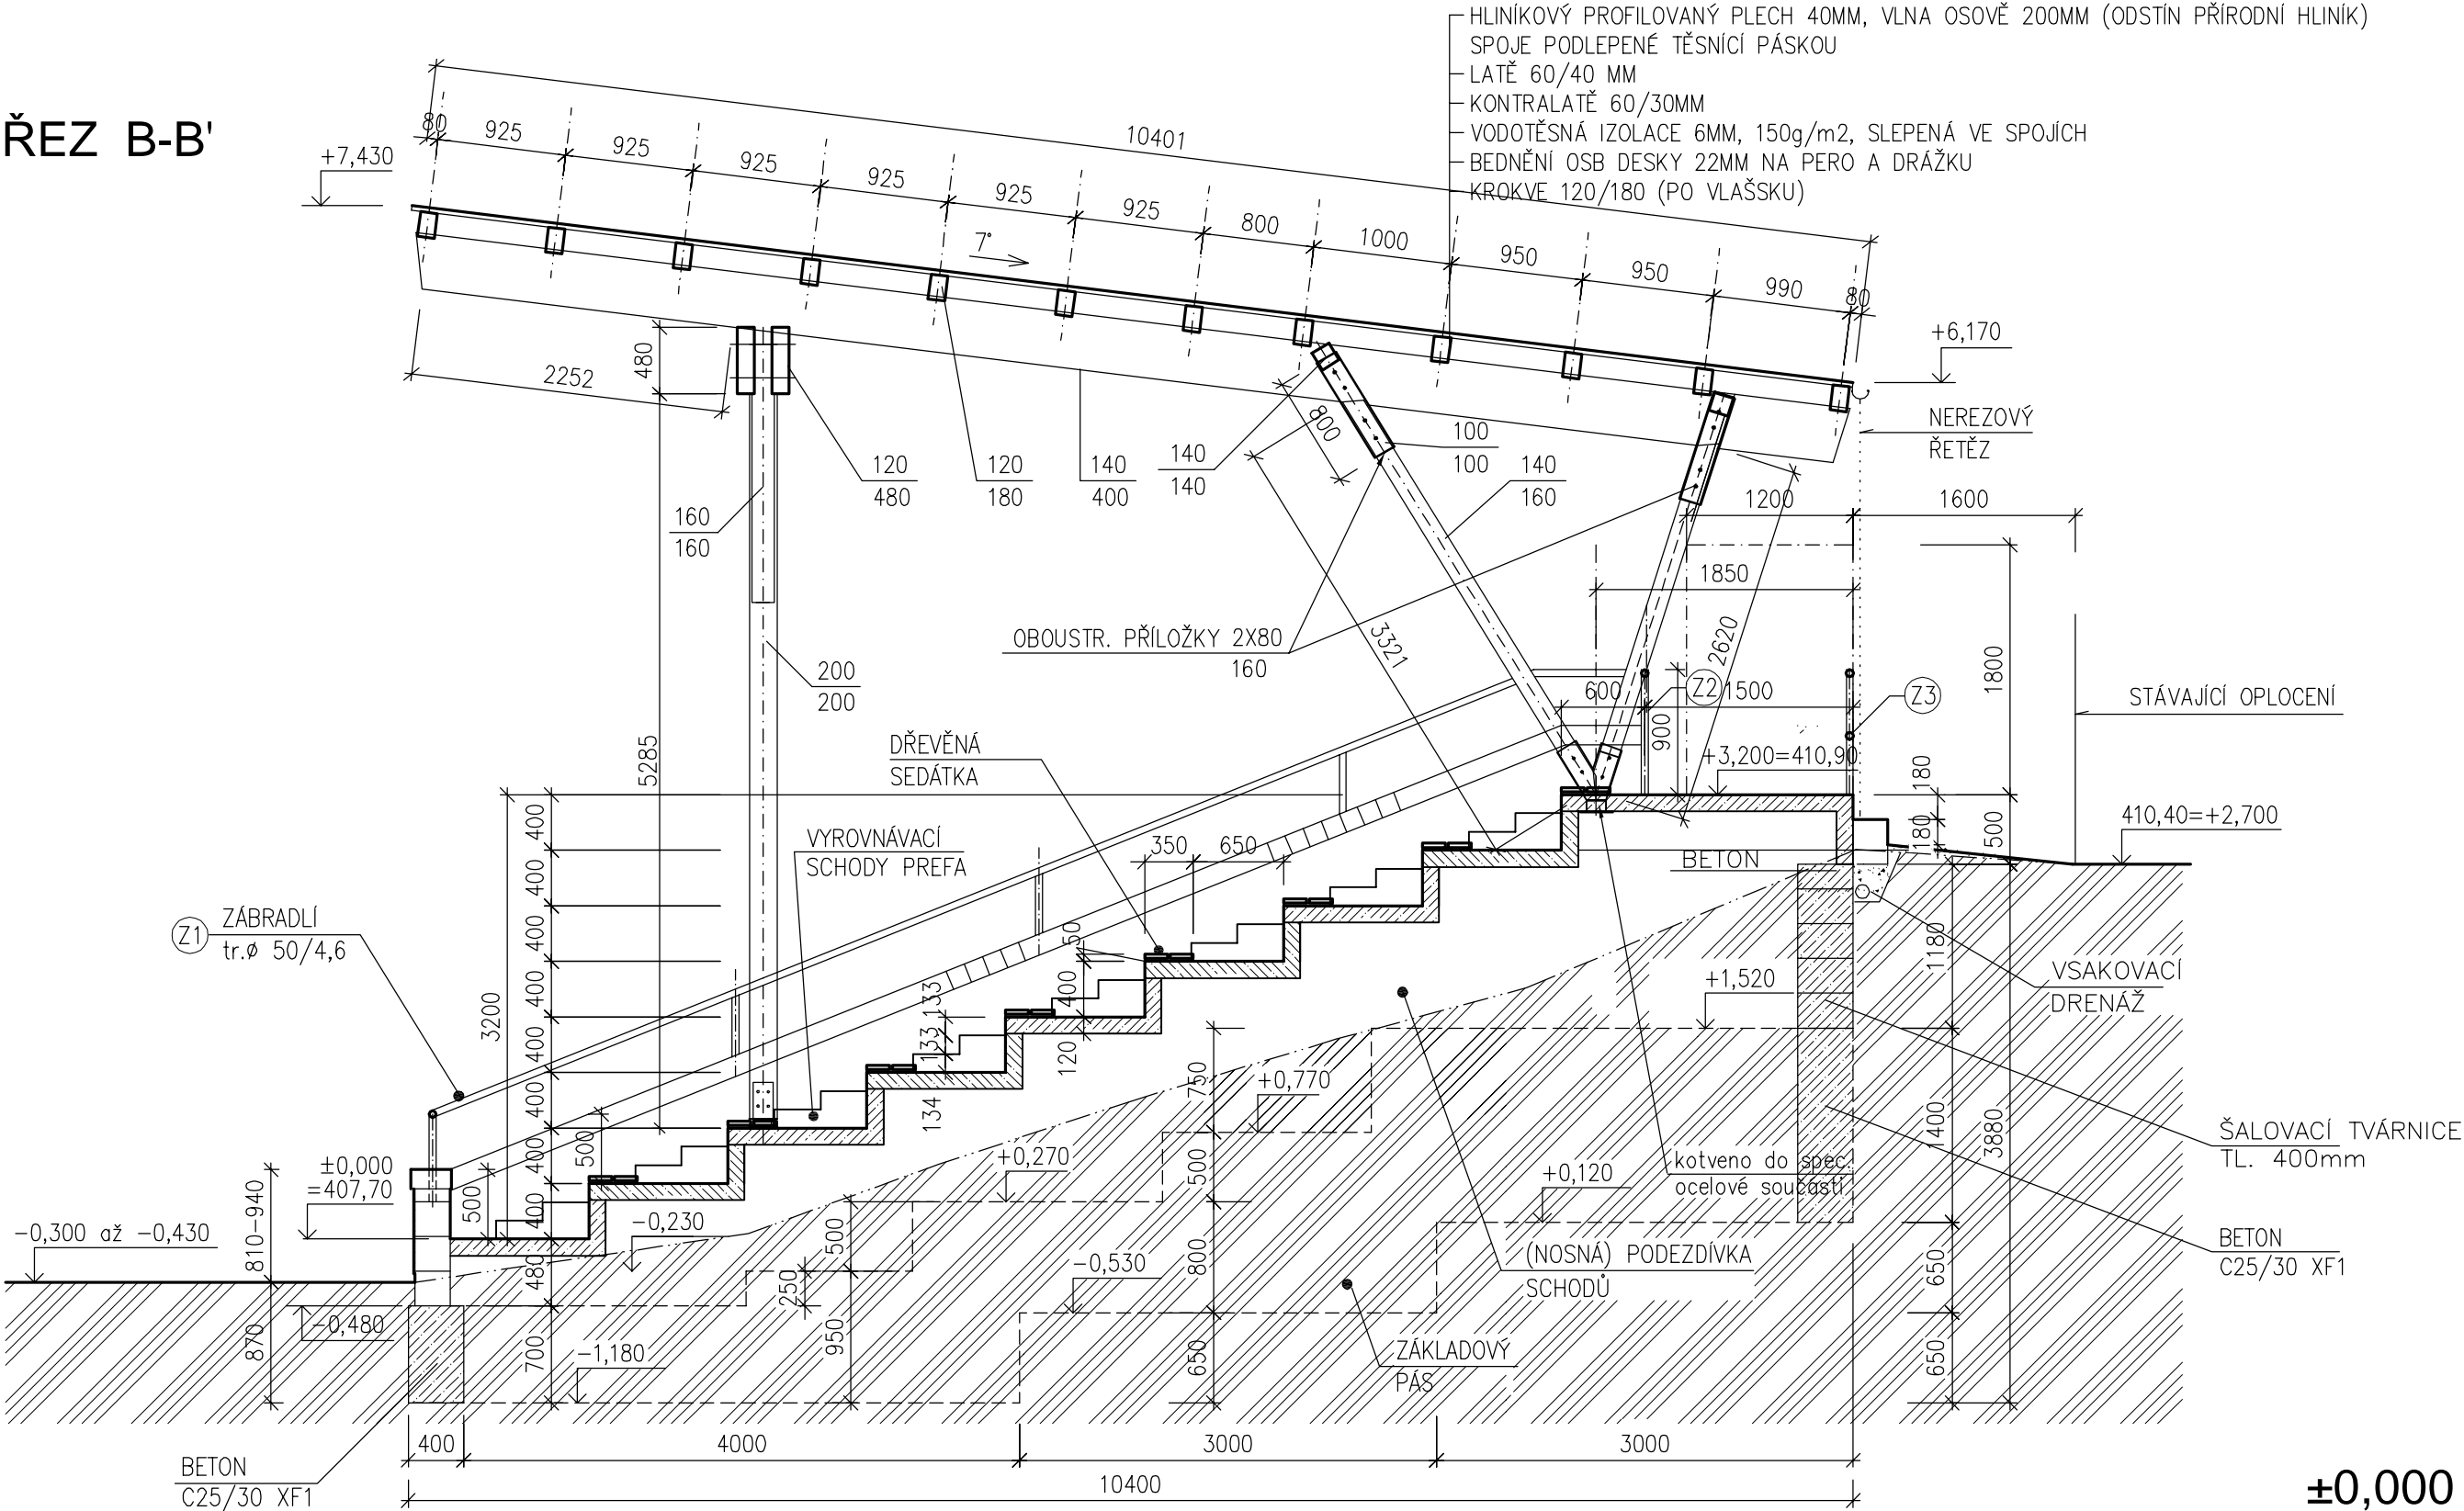 ŘEZ B-B'
HLINÍKOVÝ PROFILOVANÝ PLECH 40MM, VLNA OSOVĚ 200MM (ODSTÍN PŘÍRODNÍ HLINÍK)
SPOJE PODLEPENÉ TĚSNÍCÍ PÁSKOU
LATĚ 60/40 MM
KONTRALATĚ 60/30MM
VODOTĚSNÁ IZOLACE 6MM, 150g/m2, SLEPENÁ VE SPOJÍCH
BEDNĚNÍ OSB DESKY 22MM NA PERO A DRÁŽKU
KROKVE 120/180 (PO VLAŠSKU)
10401
80
925
925
925
925
925
925
800
1000
950
950
990
80
+7,430
7°
+6,170
480
2252
NEREZOVÝ
ŘETĚZ
800
120
480
120
180
140
400
140
140
100
100
140
160
160
160
1200
1600
1850
OBOUSTR. PŘÍLOŽKY 2X80
160
3321
2620
200
200
600
Z2
1500
Z3
900
1800
STÁVAJÍCÍ OPLOCENÍ
5285
DŘEVĚNÁ
SEDÁTKA
+3,200=410,90
180
180
500
410,40=+2,700
VYROVNÁVACÍ
SCHODY PREFA
350
650
BETON
400
400
400
400
400
400
400
400
3200
Z1
ZÁBRADLÍ
tr.ø 50/4,6
50
400
120
133
133
134
1180
VSAKOVACÍ
DRENÁŽ
+1,520
750
+0,770
500
+0,270
+0,120
kotveno do spec.
ocelové součásti
1400
3880
ŠALOVACÍ TVÁRNICE
TL. 400mm
500
±0,000
=407,70
500
810-940
-0,300 až -0,430
-0,230
480
500
250
800
-0,530
(NOSNÁ) PODEZDÍVKA
SCHODŮ
650
BETON
C25/30 XF1
870
-0,480
700
-1,180
950
650
ZÁKLADOVÝ
PÁS
650
400
4000
3000
3000
10400
BETON
C25/30 XF1
±0,000